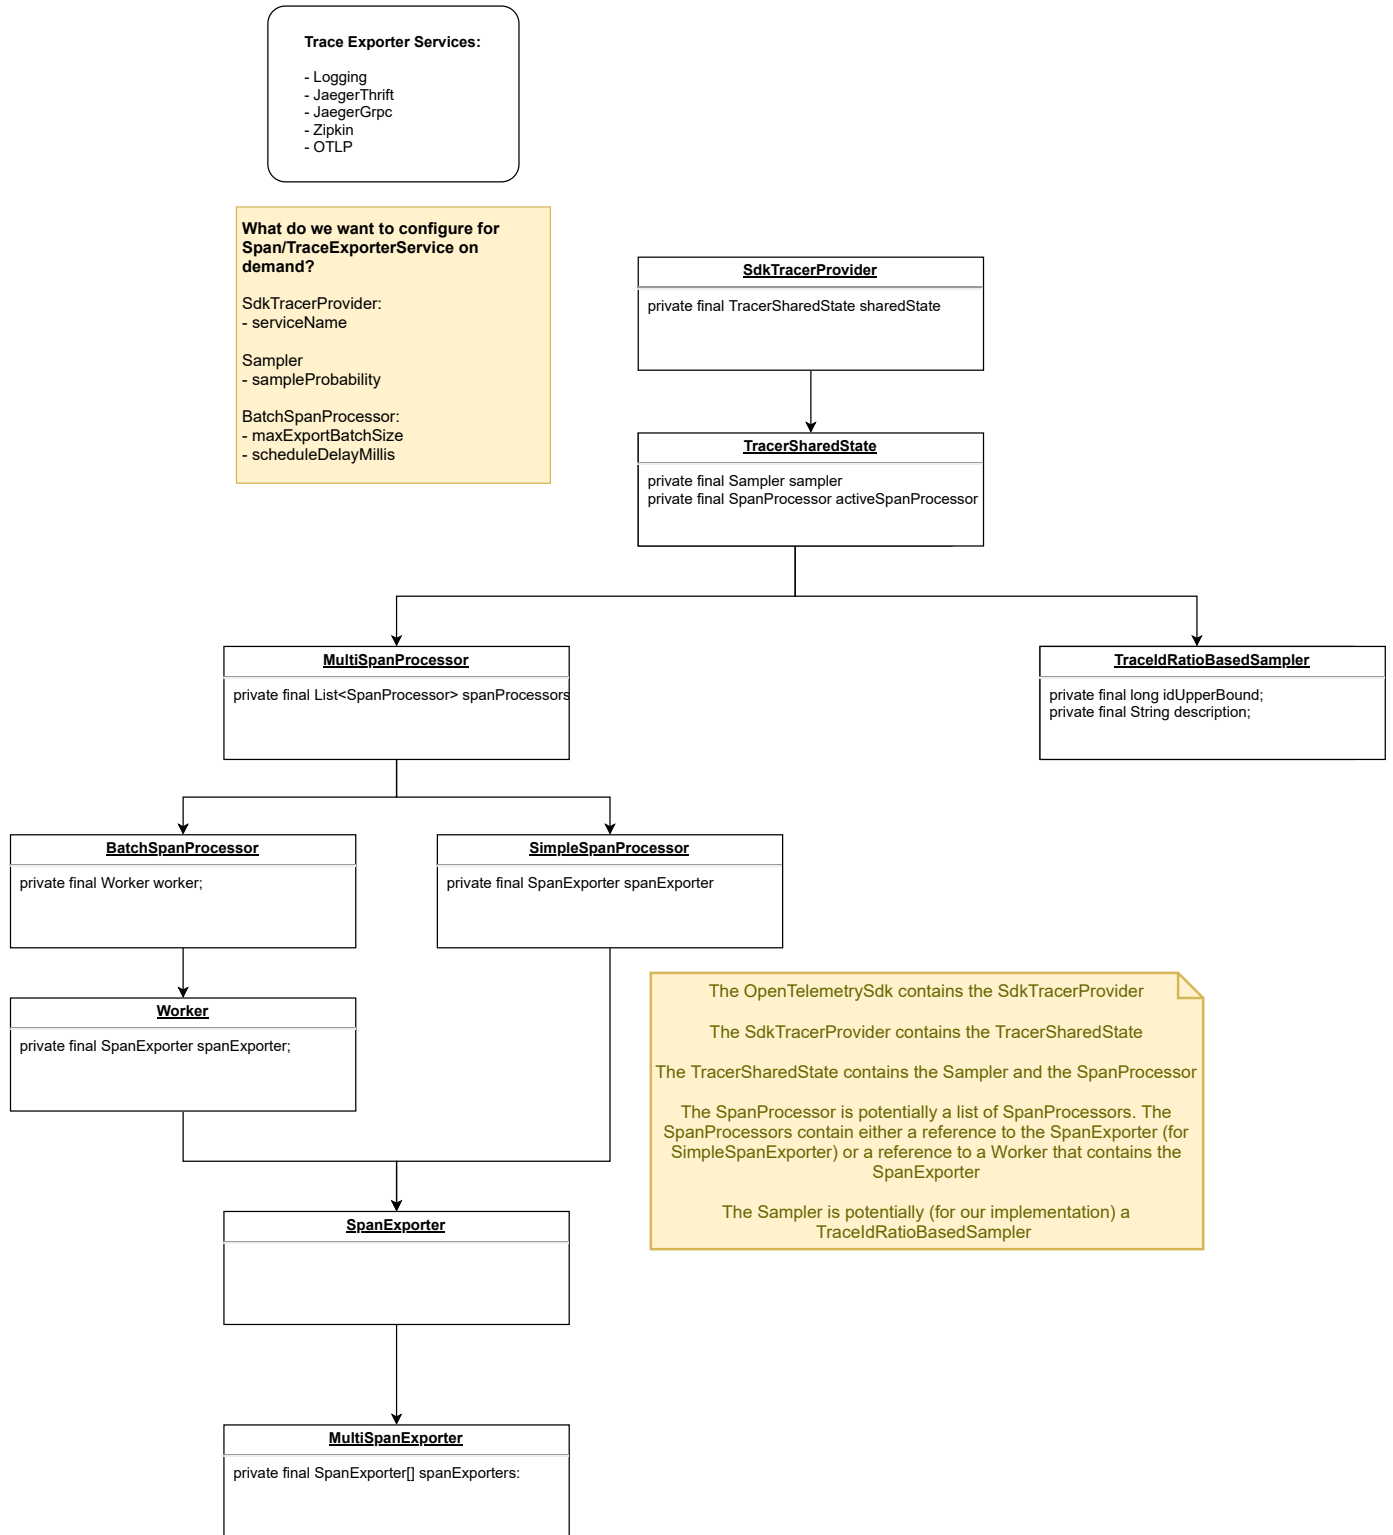 Trace Exporter Services:
- Logging
- JaegerThrift
- JaegerGrpc
- Zipkin
- OTLP
What do we want to configure for
Span/TraceExporterService on
demand?
SdkTracerProvider:
- serviceName
Sampler
- sampleProbability
BatchSpanProcessor:
- maxExportBatchSize
- scheduleDelayMillis
SdkTracerProvider
private final TracerSharedState sharedState
TracerSharedState
private final Sampler sampler
private final SpanProcessor activeSpanProcessor
MultiSpanProcessor
private final List<SpanProcessor> spanProcessors
TraceIdRatioBasedSampler
private final long idUpperBound;
private final String description;
BatchSpanProcessor
private final Worker worker;
SimpleSpanProcessor
private final SpanExporter spanExporter
Worker
private final SpanExporter spanExporter;
The OpenTelemetrySdk contains the SdkTracerProvider
The SdkTracerProvider contains the TracerSharedState
The TracerSharedState contains the Sampler and the SpanProcessor
The SpanProcessor is potentially a list of SpanProcessors. The
SpanProcessors contain either a reference to the SpanExporter (for
SimpleSpanExporter) or a reference to a Worker that contains the
SpanExporter
The Sampler is potentially (for our implementation) a
TraceIdRatioBasedSampler
SpanExporter
MultiSpanExporter
private final SpanExporter[] spanExporters: